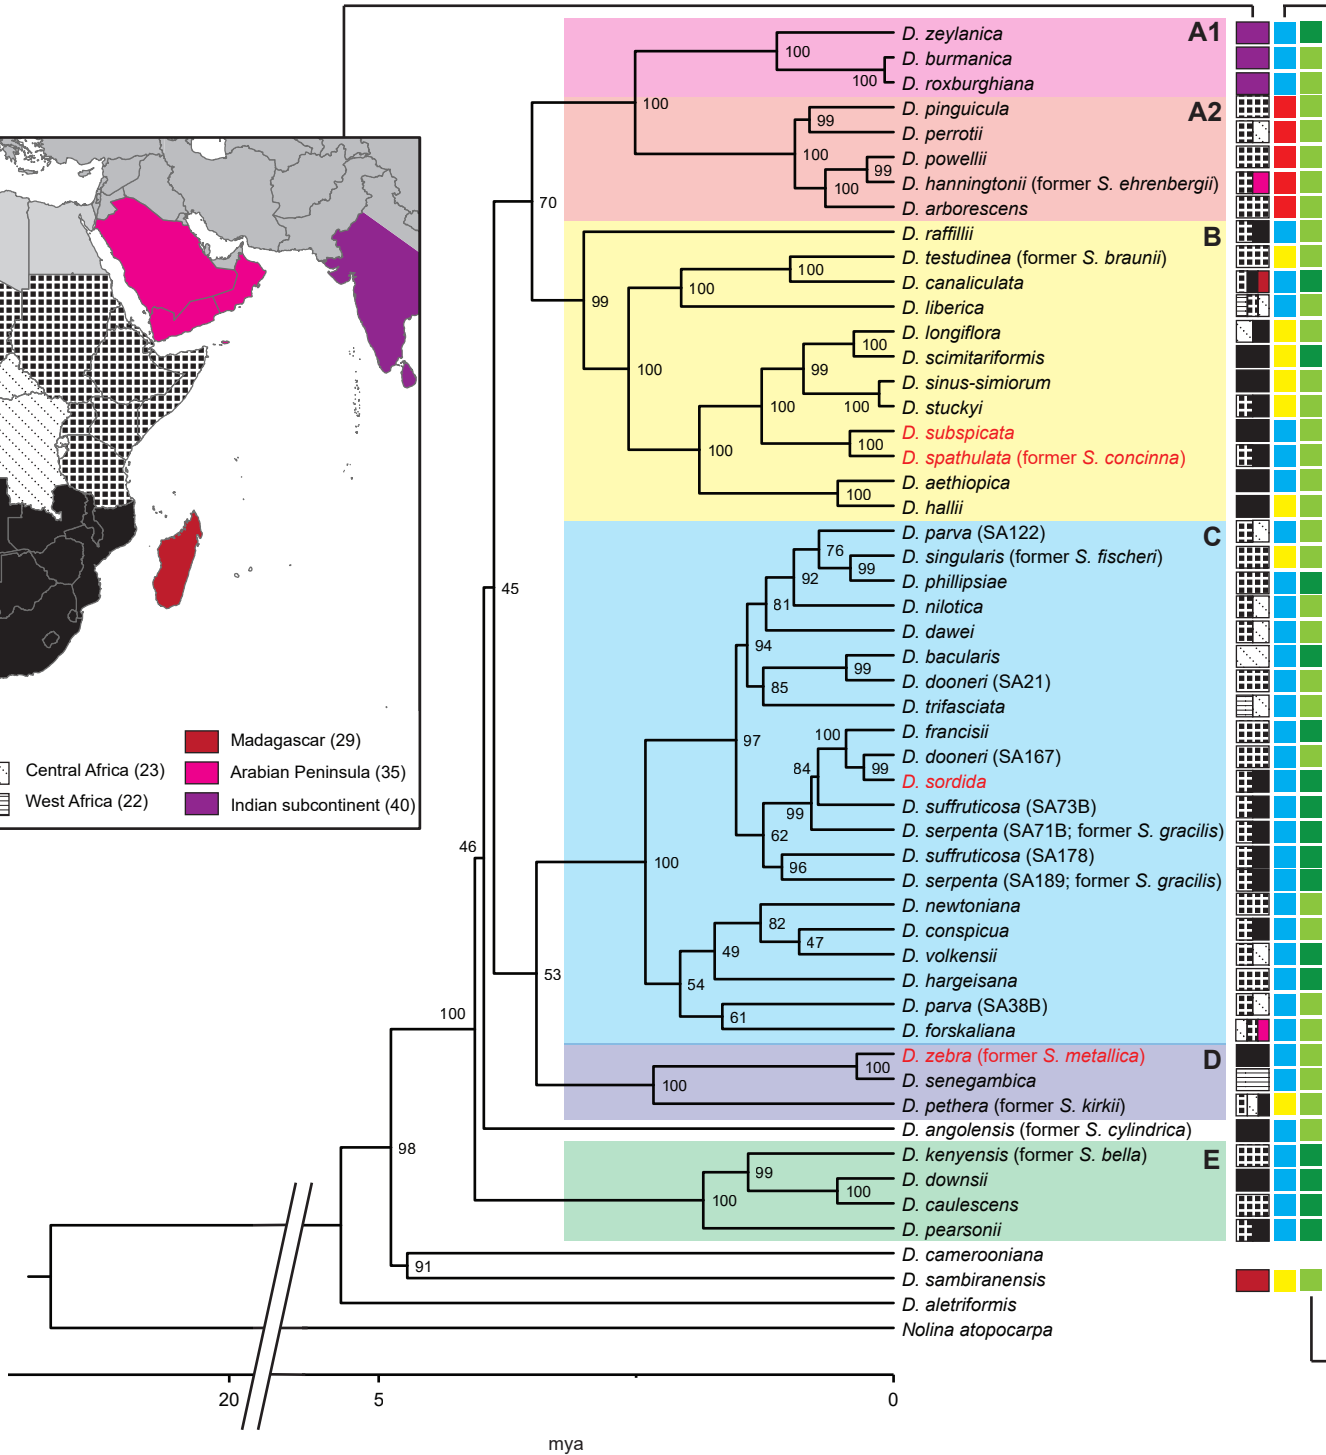 A1
D. zeylanica
100
D. burmanica
100
D. roxburghiana
100
A2
D. pinguicula
99
D. perrotii
100
D. powellii
99
D. hanningtonii (former S. ehrenbergii)
100
D. arborescens
70
B
D. raffillii
D. testudinea (former S. braunii)
100
D. canaliculata
100
99
D. liberica
D. longiflora
100
D. scimitariformis
99
100
D. sinus-simiorum
100
100
D. stuckyi
D. subspicata
100
100
D. spathulata (former S. concinna)
D. aethiopica
100
D. hallii
C
D. parva (SA122)
76
D. singularis (former S. fischeri)
99
92
D. phillipsiae
45
81
D. nilotica
D. dawei
94
D. bacularis
99
D. dooneri (SA21)
85
D. trifasciata
D. francisii
100
97
D. dooneri (SA167)
99
84
D. sordida
D. suffruticosa (SA73B)
99
D. serpenta (SA71B; former S. gracilis)
62
46
100
D. suffruticosa (SA178)
96
D. serpenta (SA189; former S. gracilis)
D. newtoniana
82
D. conspicua
47
49
D. volkensii
53
54
D. hargeisana
D. parva (SA38B)
100
61
D. forskaliana
D
D. zebra (former S. metallica)
100
D. senegambica
100
D. pethera (former S. kirkii)
D. angolensis (former S. cylindrica)
98
E
D. kenyensis (former S. bella)
99
D. downsii
100
100
D. caulescens
D. pearsonii
D. camerooniana
91
D. sambiranensis
D. aletriformis
Nolina atopocarpa
Madagascar (29)
Central Africa (23)
Arabian Peninsula (35)
West Africa (22)
Indian subcontinent (40)
20
5
0
mya